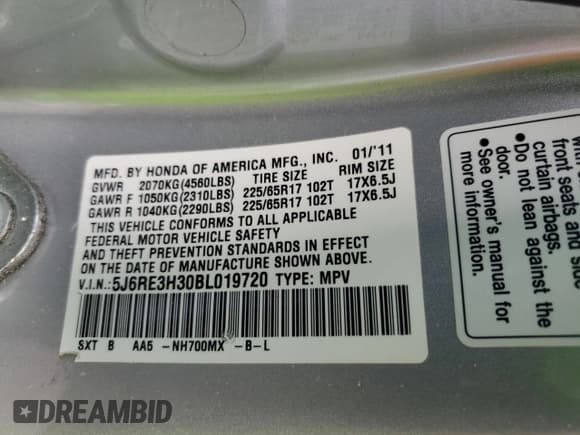 MFD. BY HONDA OF AMERICA MFG., INC. 01/'11
GVWR 2070KG(4560LBS) TIRE SIZE RIM SIZE
GAWR F 1050KG(2310LBS) 225/65R17 102T 17X6.5J
GAWR R 1040KG(2290LBS) 225/65R17 102T 17X6.5J
THIS VEHICLE CONFORMS TO ALL APPLICABLE
FEDERAL MOTOR VEHICLE SAFETY
AND THEFT PREVENTION STANDARDS IN EFFECT
ON THE DATE OF MANUFACTURE SHOWN ABOVE.
V.I.N.:5J6RE3H30BL019720 TYPE: MPV
SXT B AA5 -NH700MX -B-L
front seats and
curtain airbags.
•Do not lean against the
door.
•See owner's manual for
DREAMBID